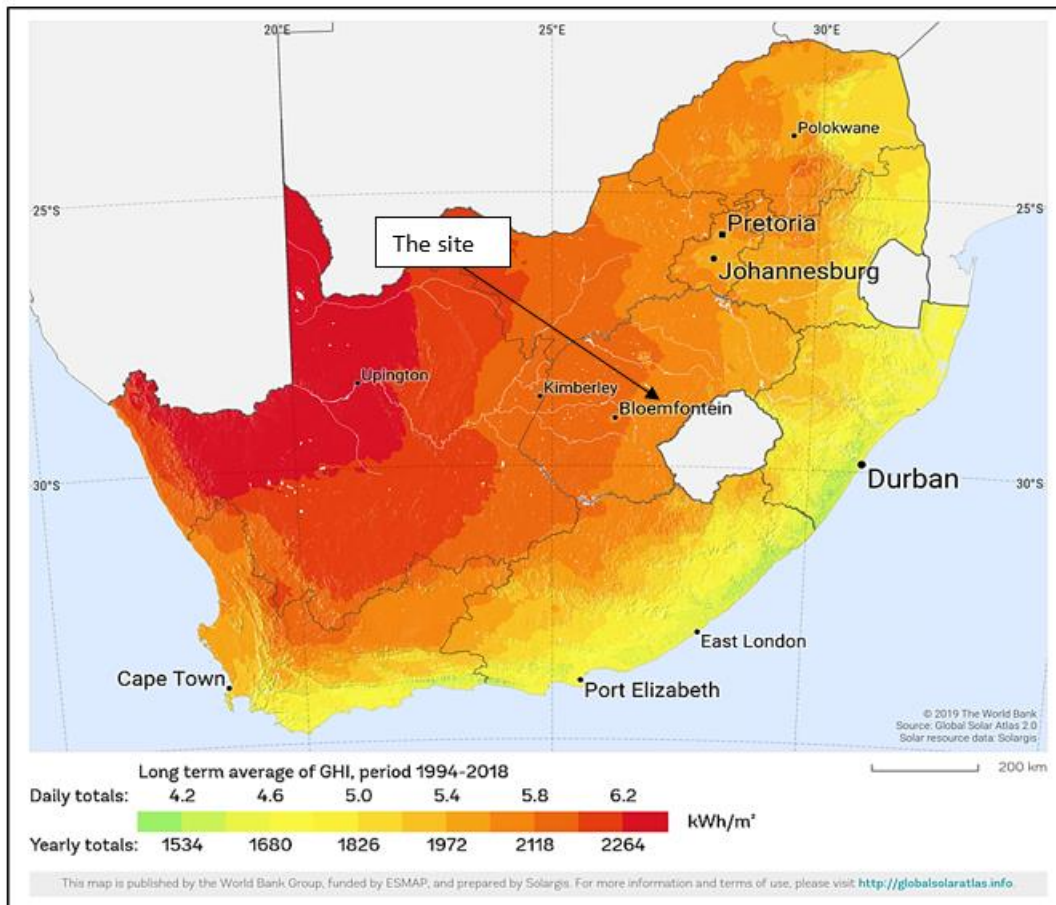 20°E 25°E 30°E
Polokwane
25°S 25°S
Pretoria
The site
Johannesburg
Upington
Kimberley
Bloemfontein
Durban
30°S 30°S
East London
Cape Town
Port Elizabeth
© 2019 The World Bank
Source: Global Solar Atlas 2.0
Solar resource data: Solargis
200 km
Long term average of GHI, period 1994-2018
Daily totals: 4.2 4.6 5.0 5.4 5.8 6.2
kWh/m²
Yearly totals: 1534 1680 1826 1972 2118 2264
This map is published by the World Bank Group, funded by ESMAP, and prepared by Solargis. For more information and terms of use, please visit http://globalsolaratlas.info.